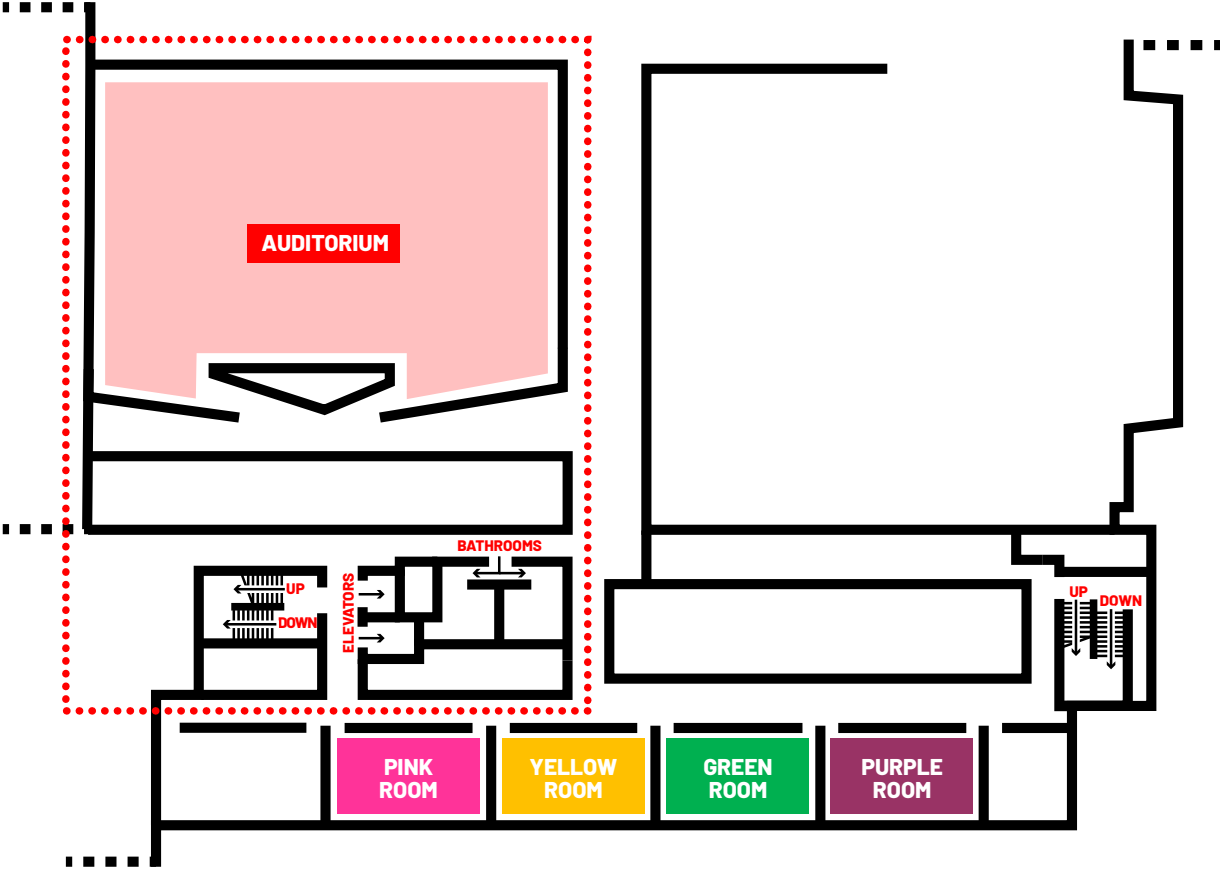 AUDITORIUM
BATHROOMS
UP
DOWN
ELEVATORS
UP
DOWN
PINK
ROOM
YELLOW
ROOM
GREEN
ROOM
PURPLE
ROOM